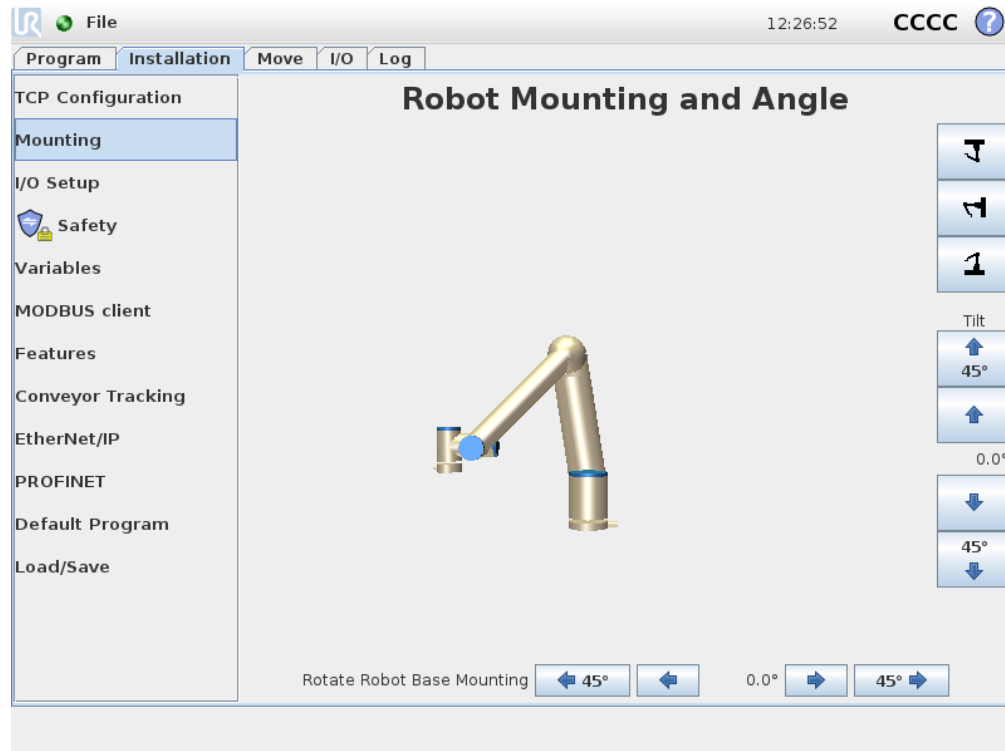 UR File 12:26:52 CCCC ?
Program Installation Move I/O Log
TCP Configuration
Mounting
I/O Setup
Safety
Variables
MODBUS client
Features
Conveyor Tracking
EtherNet/IP
PROFINET
Default Program
Load/Save
Robot Mounting and Angle
Tilt
45°
0.0°
45°
Rotate Robot Base Mounting 45° 0.0° 45°